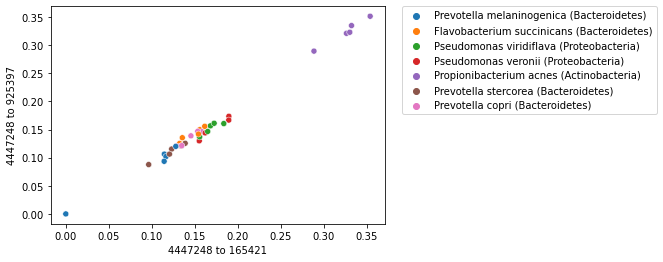 0.35
0.30
0.25
0.20
0.15
0.10
0.05
0.00
4447248 to 925397
0.00 0.05 0.10 0.15 0.20 0.25 0.30 0.35
4447248 to 165421
Prevotella melaninogenica (Bacteroidetes)
Flavobacterium succinicans (Bacteroidetes)
Pseudomonas viridiflava (Proteobacteria)
Pseudomonas veronii (Proteobacteria)
Propionibacterium acnes (Actinobacteria)
Prevotella stercorea (Bacteroidetes)
Prevotella copri (Bacteroidetes)